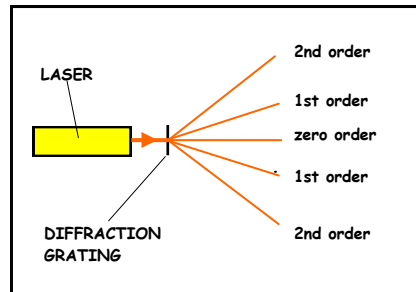 2nd order
LASER
1st order
zero order
1st order
2nd order
DIFFRACTION
GRATING